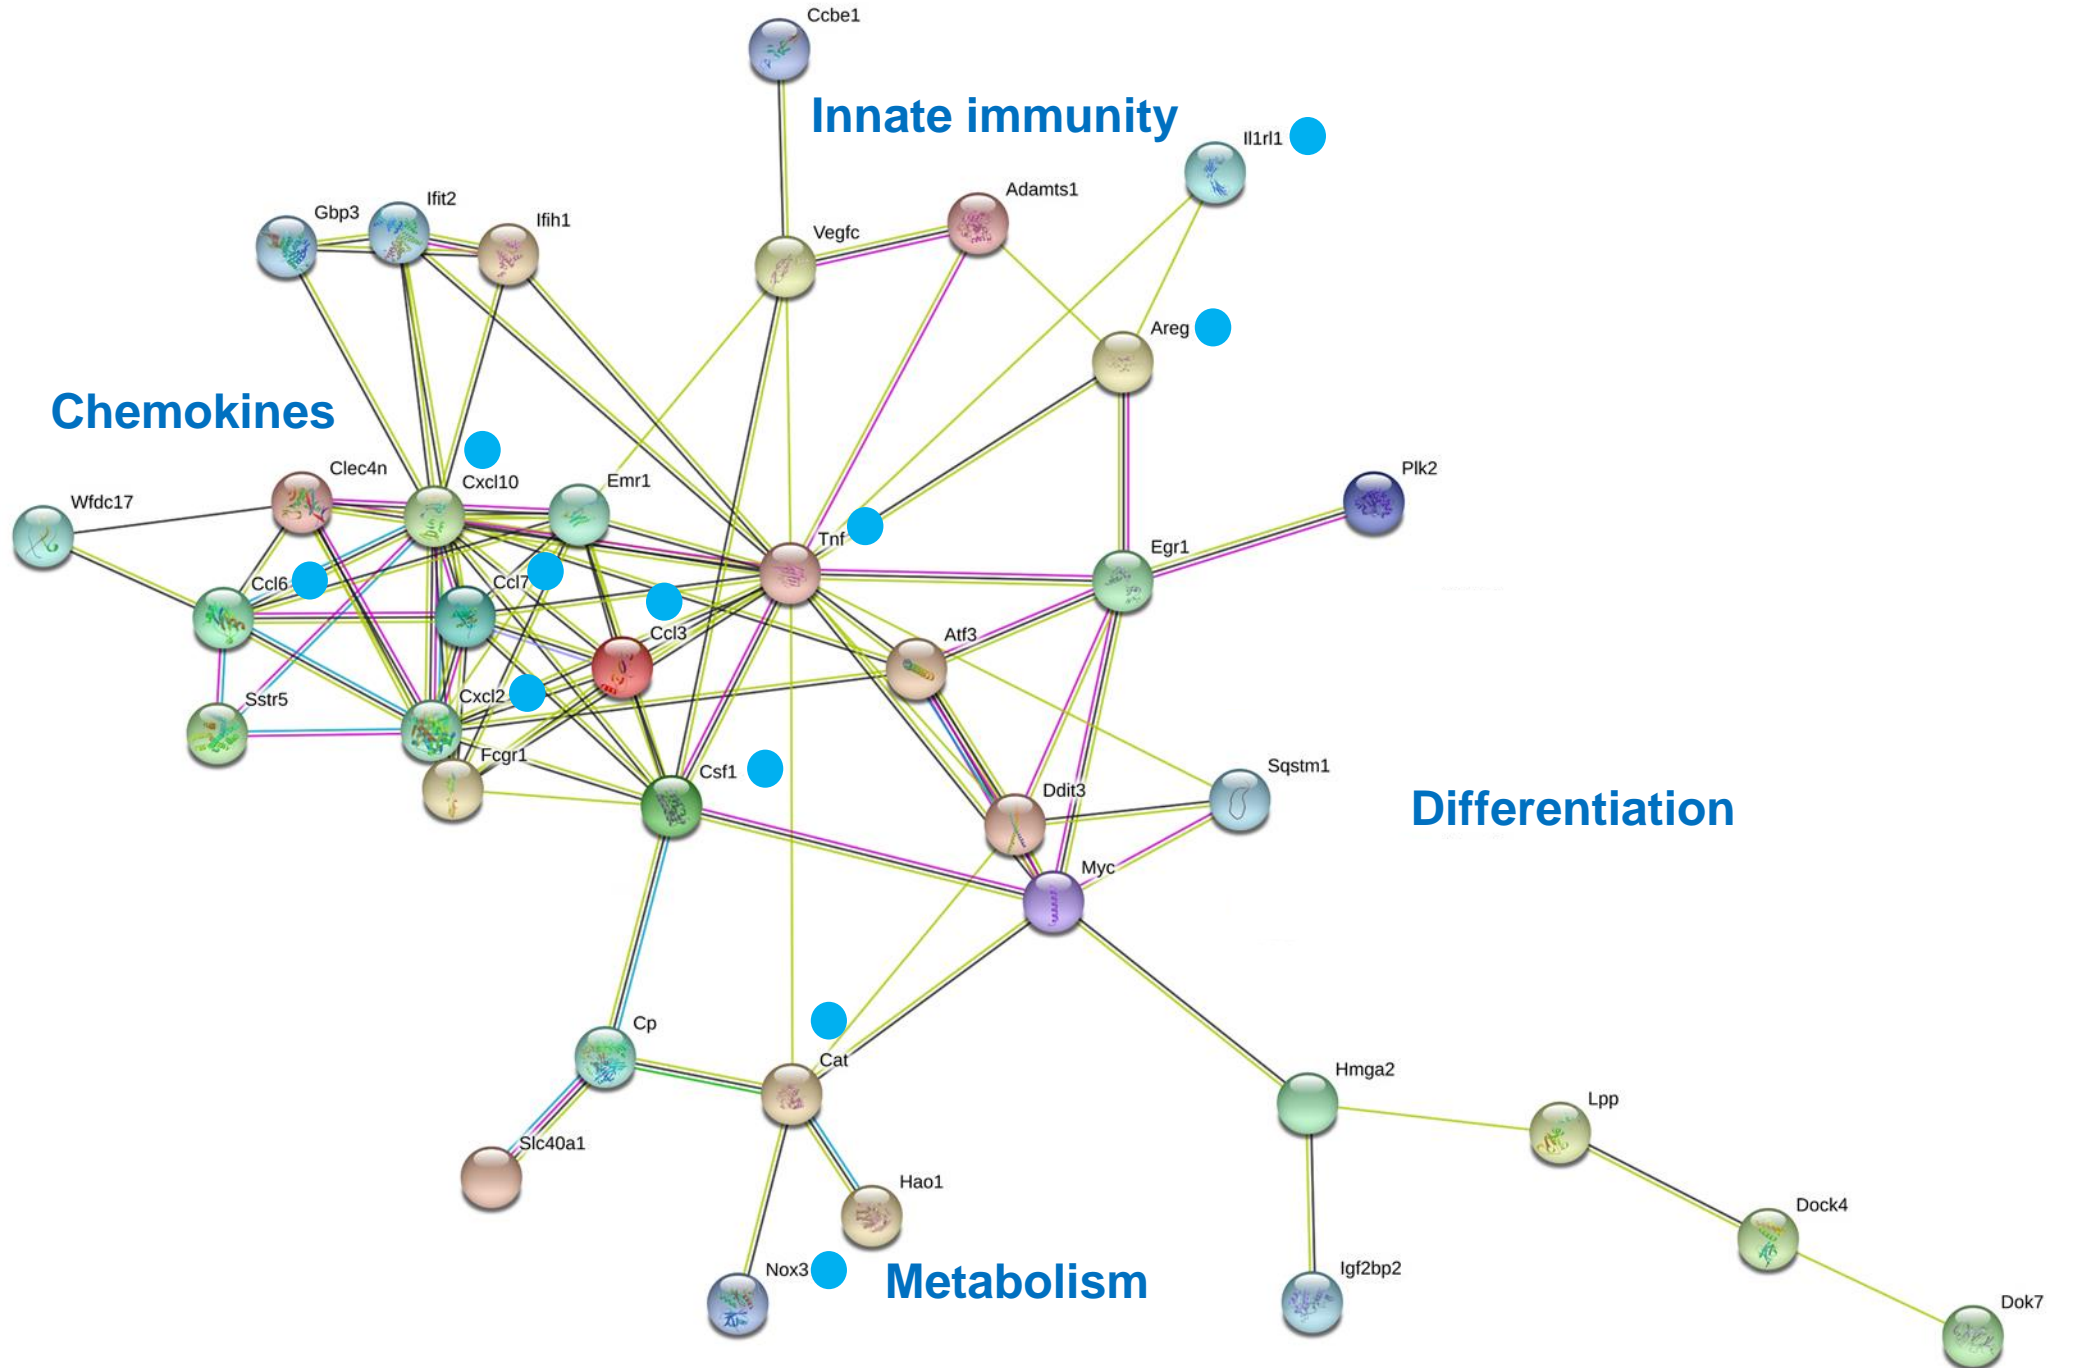 Ccbe1
Innate immunity
Il1rl1
Adamts1
Gbp3
Ifit2
Ifih1
Vegfc
Areg
Chemokines
Clec4n
Cxcl10
Emr1
Plk2
Wfdc17
Tnf
Egr1
Ccl6
Ccl7
Ccl3
Atf3
Sstr5
Cxcl2
Fcgr1
Csf1
Sqstm1
Ddit3
Differentiation
Myc
Cp
Cat
Hmga2
Lpp
Slc40a1
Hao1
Dock4
Nox3
Metabolism
Igf2bp2
Dok7